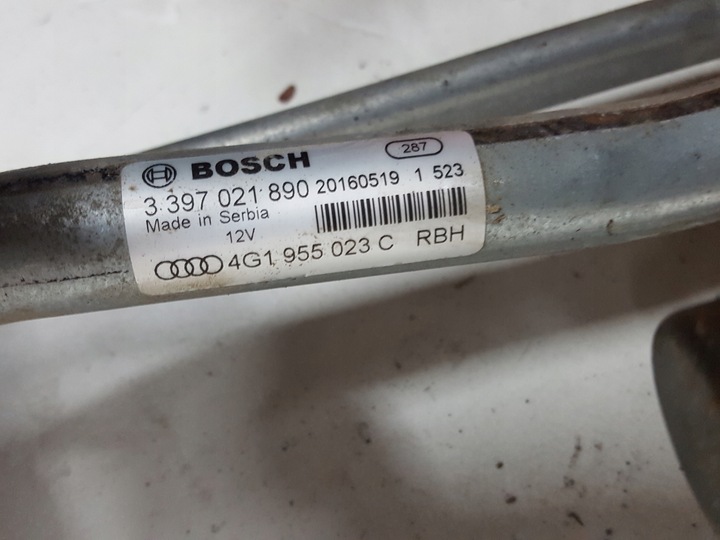 BOSCH 287
3 397 021 890 20160519 1 523
Made in Serbia
12V
4G1 955 023 C RBH